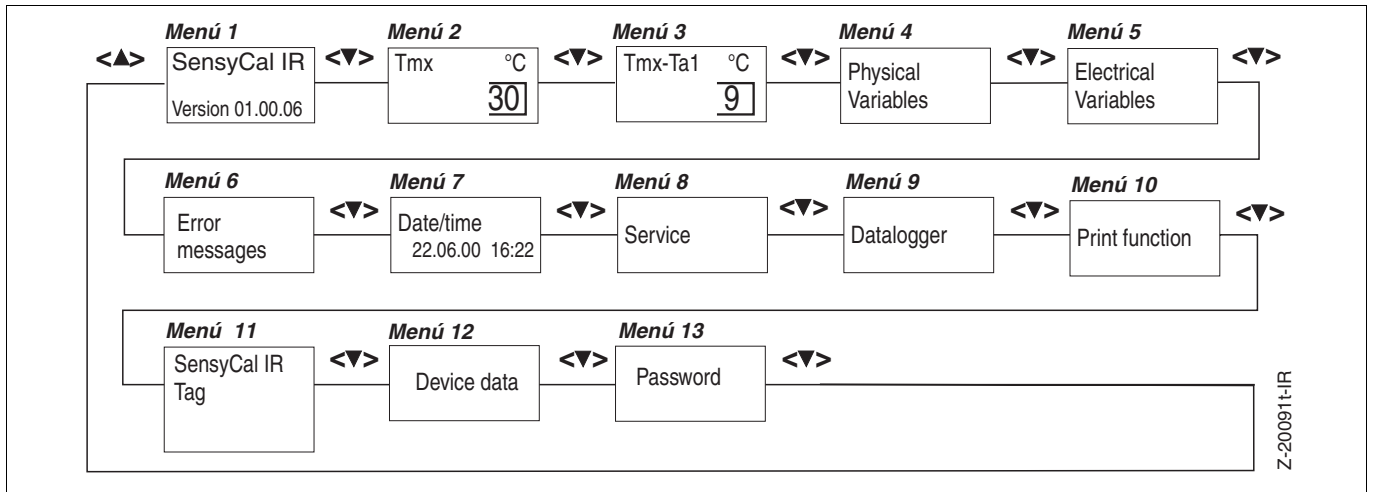 Menú 1
Menú 2
Menú 3
Menú 4
Menú 5
<▲>
SensyCal IR
Version 01.00.06
<▼>
Tmx °C
30
<▼>
Tmx-Ta1 °C
9
<▼>
Physical
Variables
<▼>
Electrical
Variables
<▼>
Menú 6
Menú 7
Menú 8
Menú 9
Menú 10
Error
messages
<▼>
Date/time
22.06.00 16:22
<▼>
Service
<▼>
Datalogger
<▼>
Print function
<▼>
Menú 11
Menú 12
Menú 13
SensyCal IR
Tag
<▼>
Device data
<▼>
Password
<▼>
Z-20091t-IR